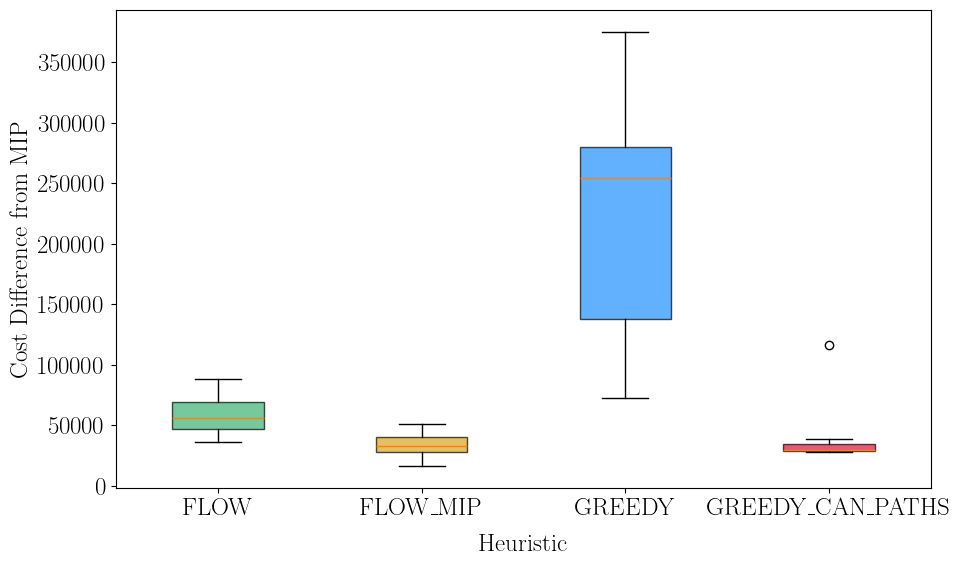 Cost Difference from MIP
350000
300000
250000
200000
150000
100000
50000
0
FLOW FLOW_MIP GREEDY GREEDY_CAN_PATHS
Heuristic